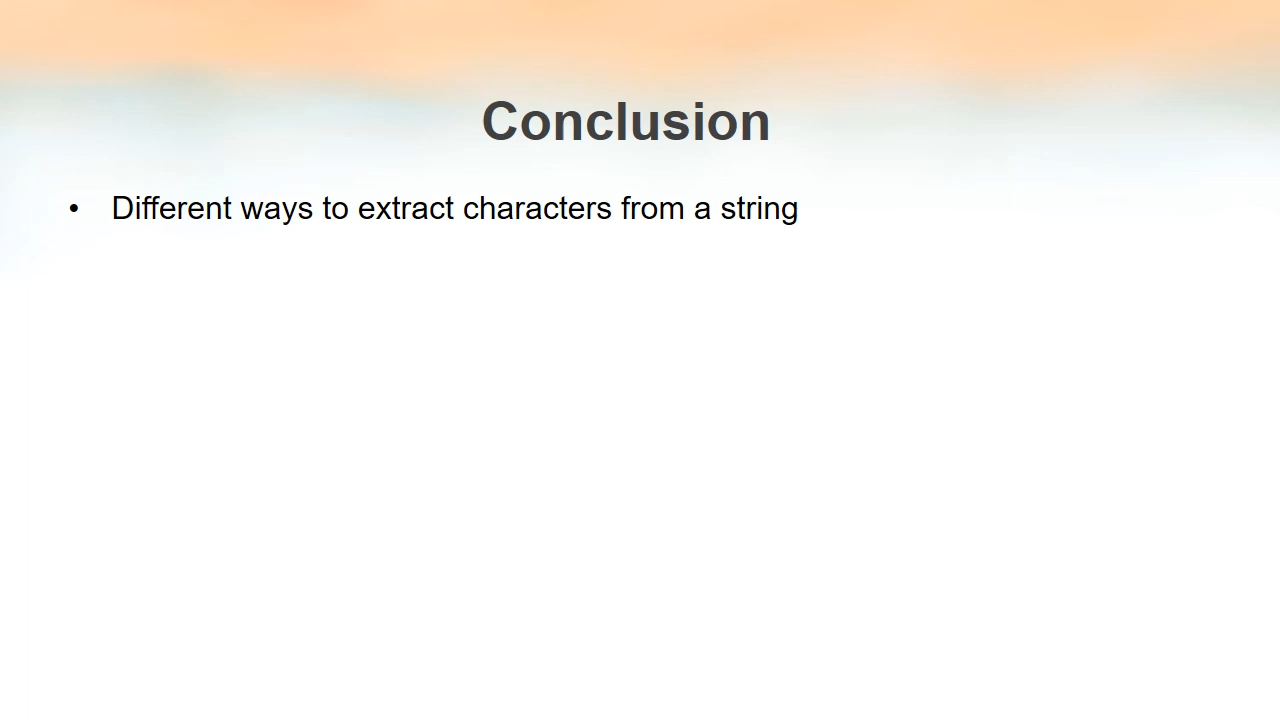 Conclusion
• Different ways to extract characters from a string